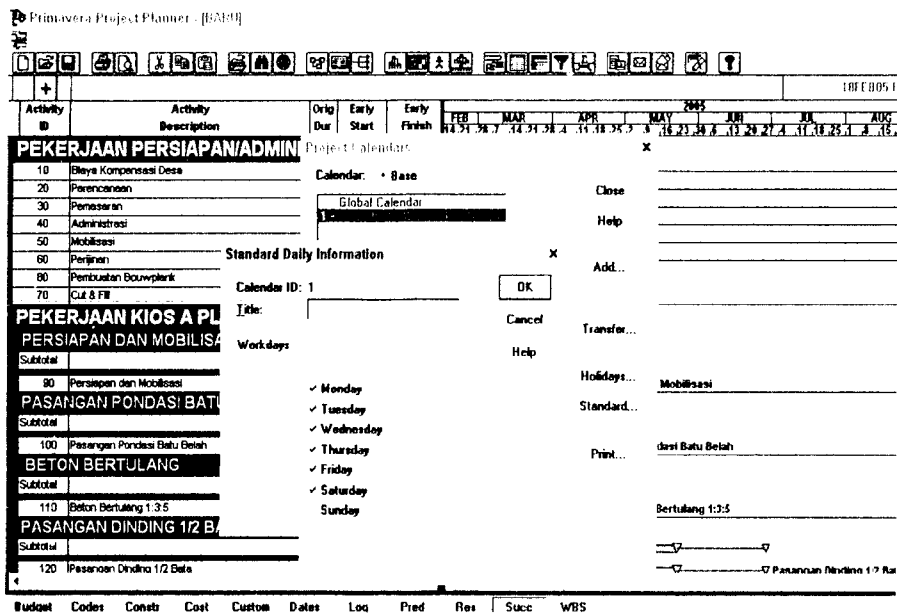 Primavera Project Planner - [BARU]
18FEB05
Activity ID Activity Description Orig Dur Early Start Early Finish 2005
FEB MAR APR MAY JUN JUL AUG
PEKERJAAN PERSIAPAN/ADMIN
10 Biaya Kompensasi Desa
20 Perencanaan
30 Pemasaran
40 Administrasi
50 Mobilisasi
60 Perijinan
80 Pembuatan Bouwplank
70 Cut & Fill
PEKERJAAN KIOS A PL
PERSIAPAN DAN MOBILISA
Subtotal
90 Persiapan dan Mobilisasi
PASANGAN PONDASI BATU
Subtotal
100 Pasangan Pondasi Batu Belah
BETON BERTULANG
Subtotal
110 Beton Bertulang 1:3:5
PASANGAN DINDING 1/2 BA
Subtotal
120 Pasangan Dinding 1/2 Bata
Project Calendars x
Calendar: Base
Global Calendar
1
Close
Help
Add...
Transfer...
Holidays...
Standard...
Print...
Standard Daily Information x
Calendar ID: 1
Title:
OK
Cancel
Help
Workdays
✓ Monday
✓ Tuesday
✓ Wednesday
✓ Thursday
✓ Friday
✓ Saturday
Sunday
Mobilisasi
dasi Batu Belah
Bertulang 1:3:5
Pasangan Dinding 1/2 Bat
Budget Codes Constr Cost Custom Dates Log Pred Res Succ WBS